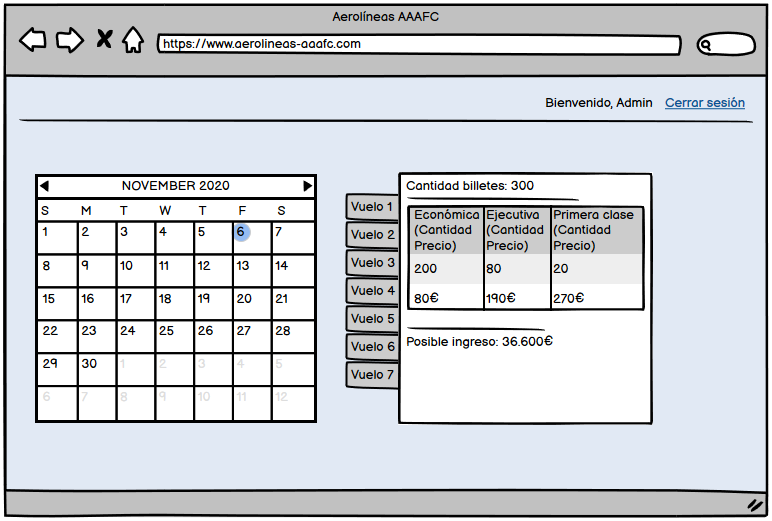 Aerolíneas AAAFC
https://www.aerolineas-aaafc.com
Bienvenido, Admin Cerrar sesión
NOVEMBER 2020
S M T W T F S
1 2 3 4 5 6 7
8 9 10 11 12 13 14
15 16 17 18 19 20 21
22 23 24 25 26 27 28
29 30 1 2 3 4 5
6 7 8 9 10 11 12
Vuelo 1
Vuelo 2
Vuelo 3
Vuelo 4
Vuelo 5
Vuelo 6
Vuelo 7
Cantidad billetes: 300
Económica Ejecutiva Primera clase
(Cantidad (Cantidad (Cantidad
Precio) Precio) Precio)
200 80 20
80€ 190€ 270€
Posible ingreso: 36.600€